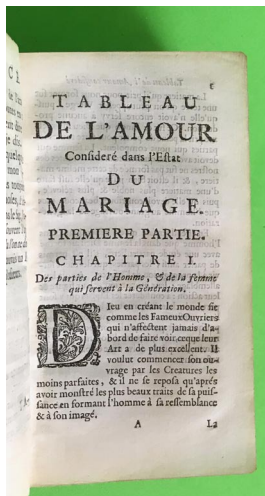 TABLEAU
DE L'AMOUR
Consideré dans l'Estat
DU
MARIAGE.
PREMIERE PARTIE.
CHAPITRE I.
Des parties de l'Homme, & de la femme
qui servent à la Génération.
Dieu en créant le monde fit
comme les Fameux Ouvriers
qui n'affectent jamais d'a-
bord de faire voir ce que leur
Art a de plus excellent. Il
voulut commencer son ou-
vrage par les Creatures les
moins parfaites, & il ne se reposa qu'aprés
avoir monstré les plus beaux traits de sa puis-
sance en formant l'homme à sa ressemblance
& à son imagé.
A La